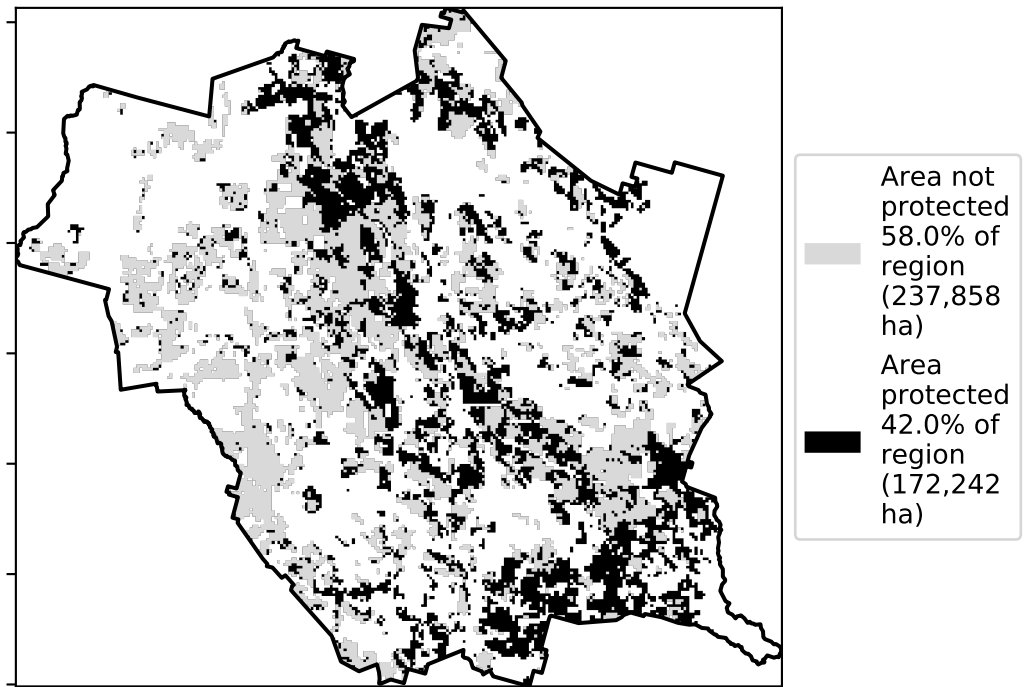 Area not
protected
58.0% of
region
(237,858
ha)
Area
protected
42.0% of
region
(172,242
ha)